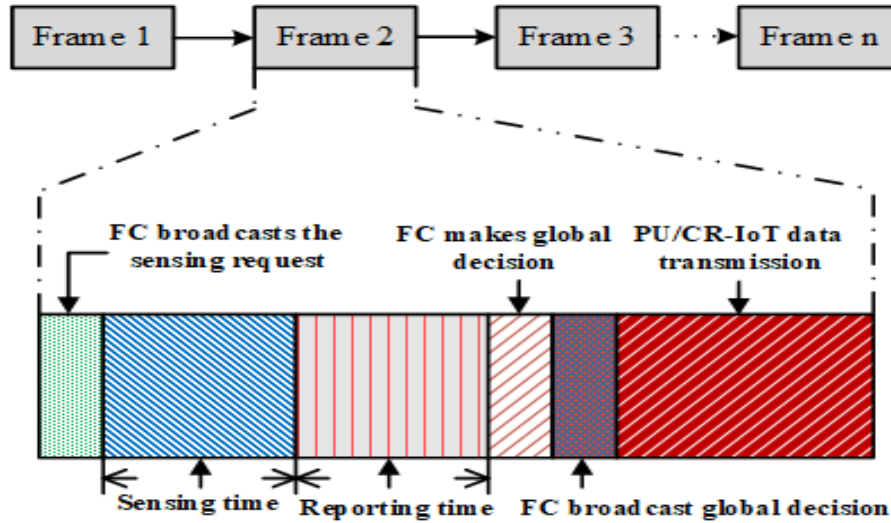 Frame 1
Frame 2
Frame 3
Frame n
FC broadcasts the
sensing request
FC makes global
decision
PU/CR-IoT data
transmission
Sensing time
Reporting time
FC broadcast global decision